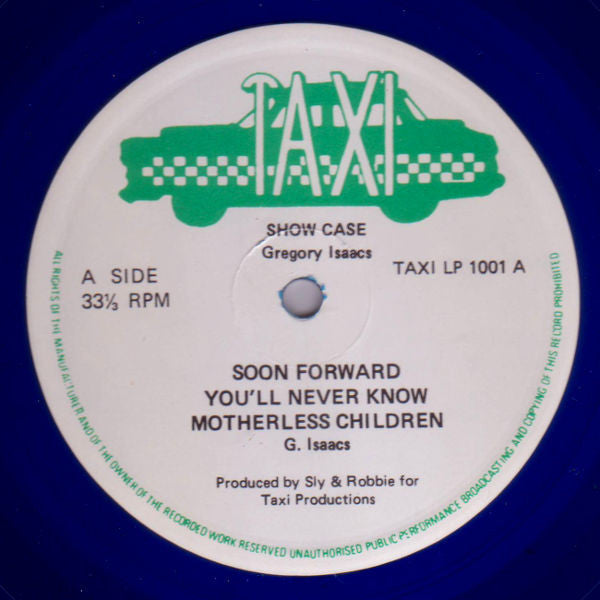 TAXI
SHOW CASE
Gregory Isaacs
A SIDE
33⅓ RPM
TAXI LP 1001 A
SOON FORWARD
YOU'LL NEVER KNOW
MOTHERLESS CHILDREN
G. Isaacs
Produced by Sly & Robbie for
Taxi Productions
ALL RIGHTS OF THE MANUFACTURER AND OF THE OWNER OF THE RECORDED WORK RESERVED UNAUTHORISED PUBLIC PERFORMANCE BROADCASTING AND COPYING OF THIS RECORD PROHIBITED